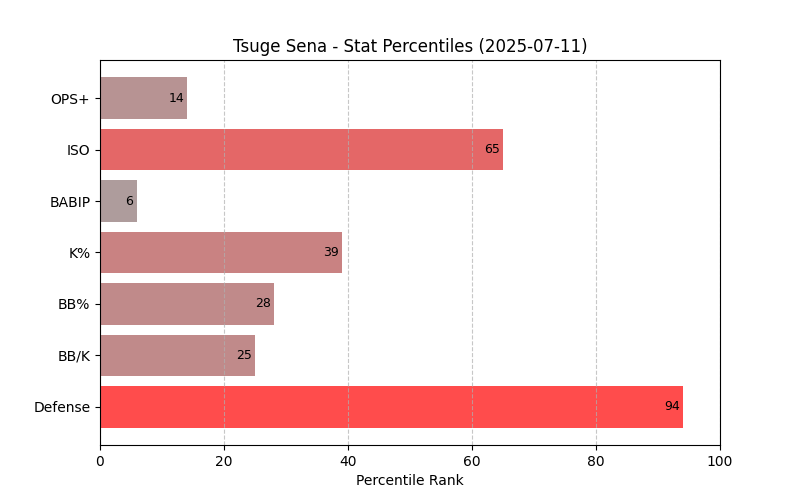 Tsuge Sena - Stat Percentiles (2025-07-11)
OPS+ 14
ISO 65
BABIP 6
K% 39
BB% 28
BB/K 25
Defense 94
0 20 40 60 80 100
Percentile Rank